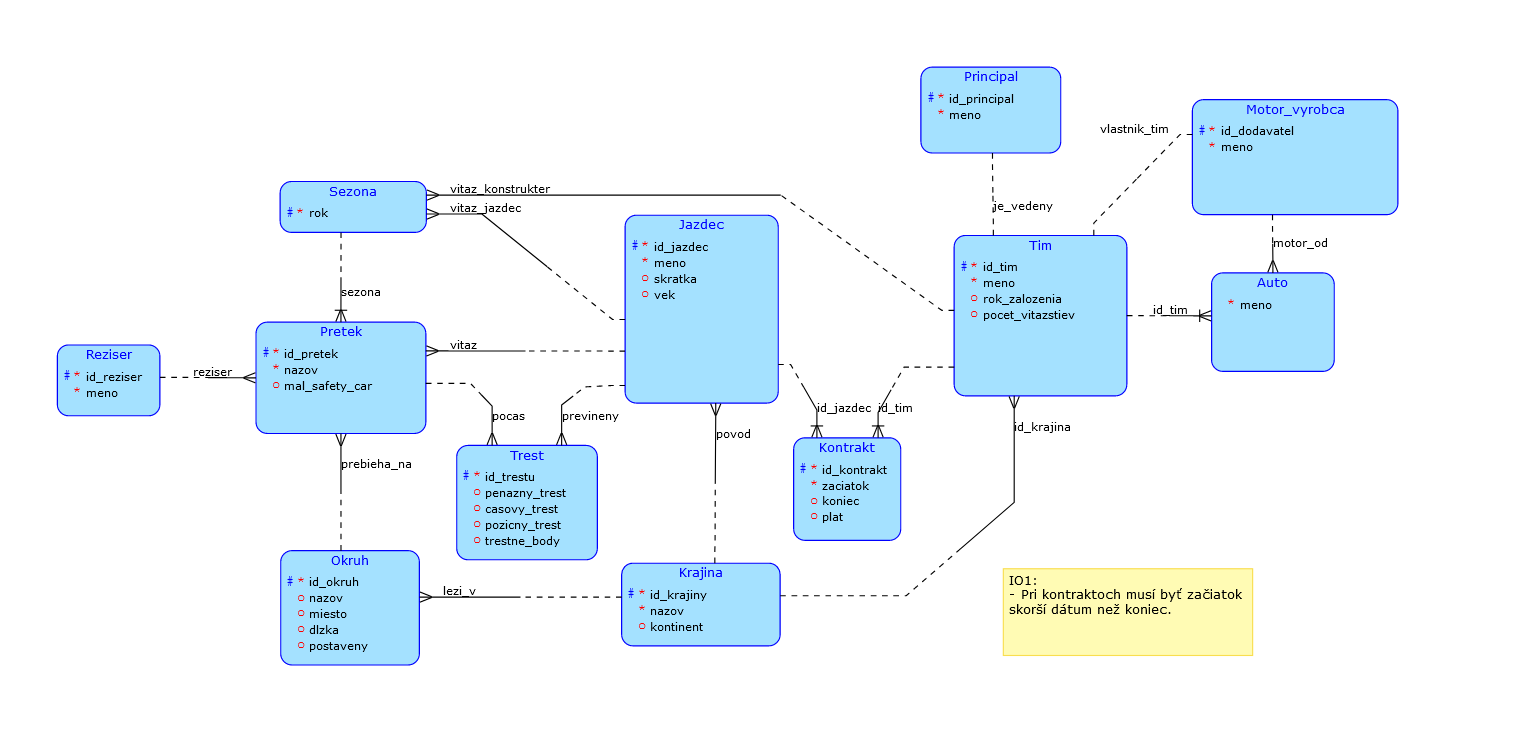 Principal
# * id_principal
* meno
Motor_vyrobca
# * id_dodavatel
* meno
vlastnik_tim
Sezona
# * rok
vitaz_konstrukter
vitaz_jazdec
je_vedeny
Jazdec
# * id_jazdec
* meno
o skratka
o vek
Tim
# * id_tim
* meno
o rok_zalozenia
o pocet_vitazstiev
motor_od
Auto
* meno
id_tim
sezona
Pretek
# * id_pretek
* nazov
o mal_safety_car
vitaz
Reziser
# * id_reziser
* meno
reziser
pocas
previneny
id_jazdec
id_tim
povod
id_krajina
prebieha_na
Trest
# * id_trestu
o penazny_trest
o casovy_trest
o pozicny_trest
o trestne_body
Kontrakt
# * id_kontrakt
* zaciatok
o koniec
o plat
Okruh
# * id_okruh
o nazov
o miesto
o dlzka
o postaveny
lezi_v
Krajina
# * id_krajiny
* nazov
o kontinent
IO1:
- Pri kontraktoch musí byť začiatok
skorší dátum než koniec.